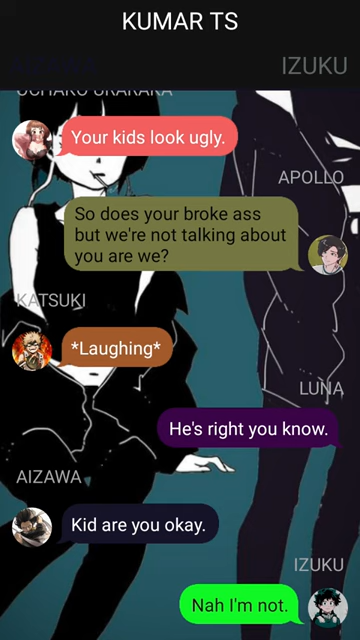 KUMAR TS
IZUKU
OCHAKO URARAKA
Your kids look ugly.
APOLLO
So does your broke ass
but we're not talking about
you are we?
KATSUKI
*Laughing*
LUNA
He's right you know.
AIZAWA
Kid are you okay.
IZUKU
Nah I'm not.